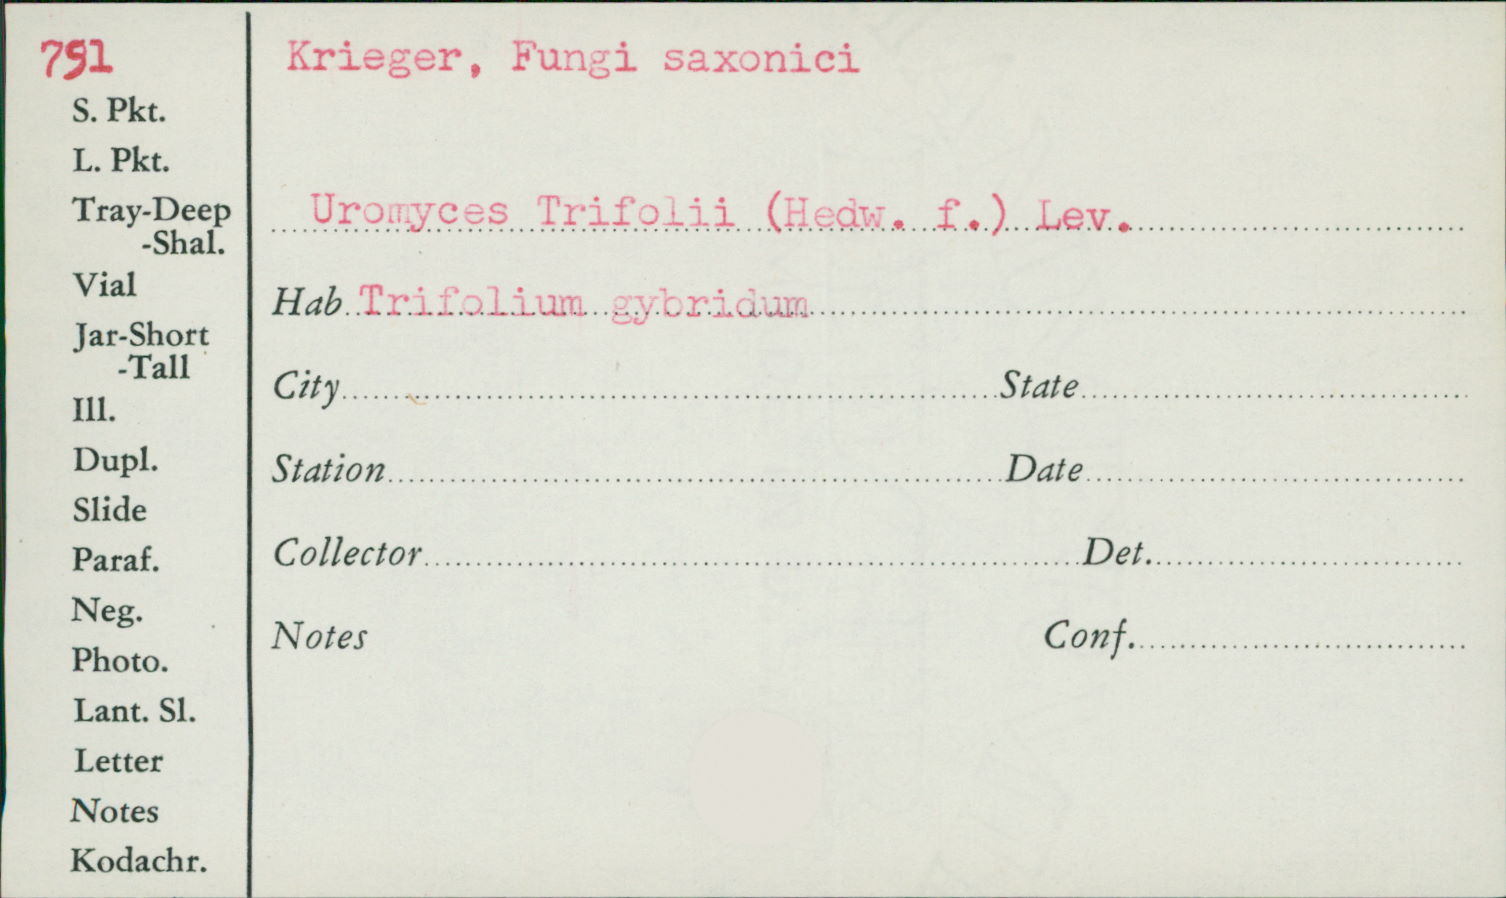 751
Krieger, Fungi saxonici
S. Pkt.
L. Pkt.
Tray-Deep
-Shal.
Vial
Jar-Short
-Tall
Ill.
Dupl.
Slide
Paraf.
Neg.
Photo.
Lant. Sl.
Letter
Notes
Kodachr.
Uromyces Trifolii (Hedw. f.) Lev.
Hab Trifolium gybridum
City State
Station Date
Collector Det.
Notes Conf.